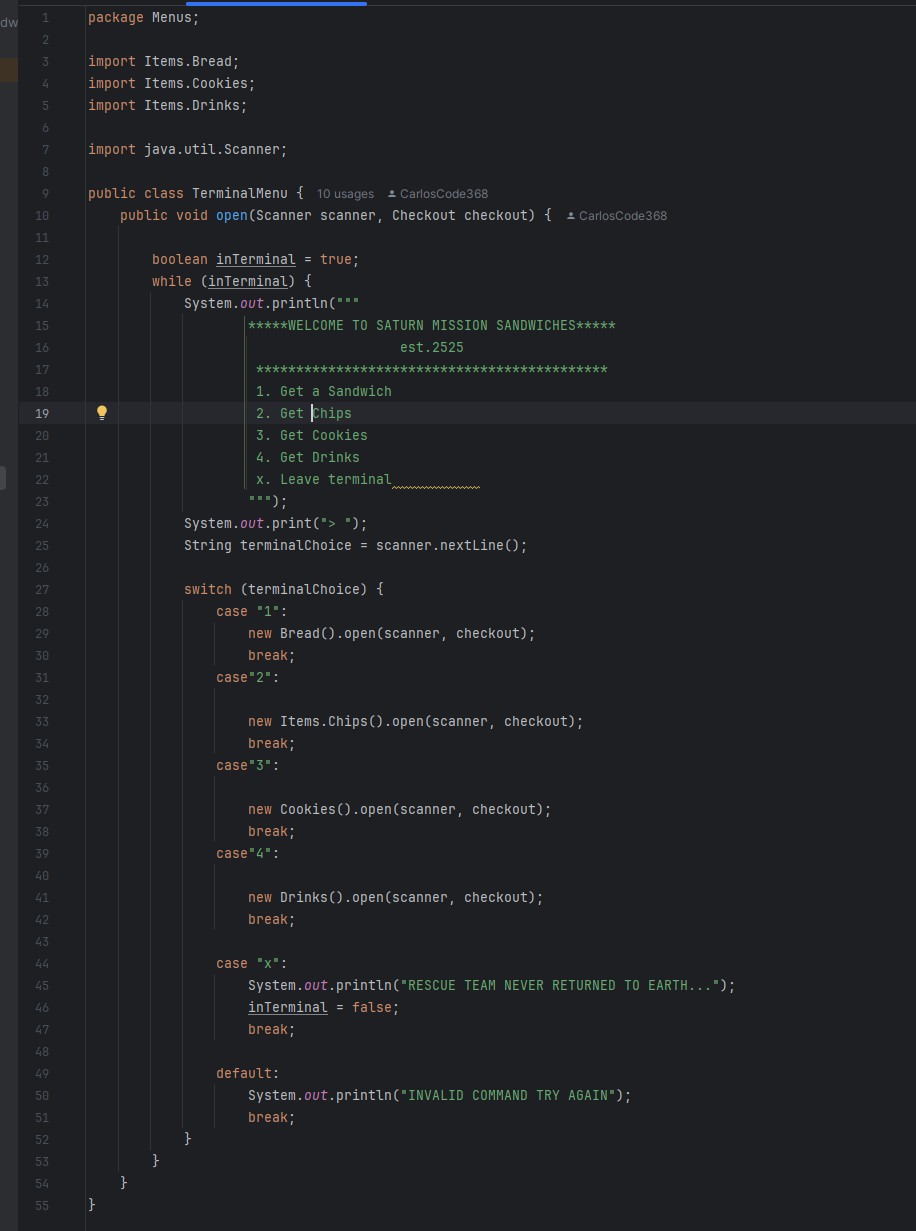 dw
1 package Menus;
2
3 import Items.Bread;
4 import Items.Cookies;
5 import Items.Drinks;
6
7 import java.util.Scanner;
8
9 public class TerminalMenu { 10 usages CarlosCode368
10 public void open(Scanner scanner, Checkout checkout) { CarlosCode368
11
12 boolean inTerminal = true;
13 while (inTerminal) {
14 System.out.println("""
15 *****WELCOME TO SATURN MISSION SANDWICHES*****
16 est.2525
17 ********************************************
18 1. Get a Sandwich
19 2. Get Chips
20 3. Get Cookies
21 4. Get Drinks
22 x. Leave terminal
23 """);
24 System.out.print("> ");
25 String terminalChoice = scanner.nextLine();
26
27 switch (terminalChoice) {
28 case "1":
29 new Bread().open(scanner, checkout);
30 break;
31 case"2":
32
33 new Items.Chips().open(scanner, checkout);
34 break;
35 case"3":
36
37 new Cookies().open(scanner, checkout);
38 break;
39 case"4":
40
41 new Drinks().open(scanner, checkout);
42 break;
43
44 case "x":
45 System.out.println("RESCUE TEAM NEVER RETURNED TO EARTH...");
46 inTerminal = false;
47 break;
48
49 default:
50 System.out.println("INVALID COMMAND TRY AGAIN");
51 break;
52 }
53 }
54 }
55 }